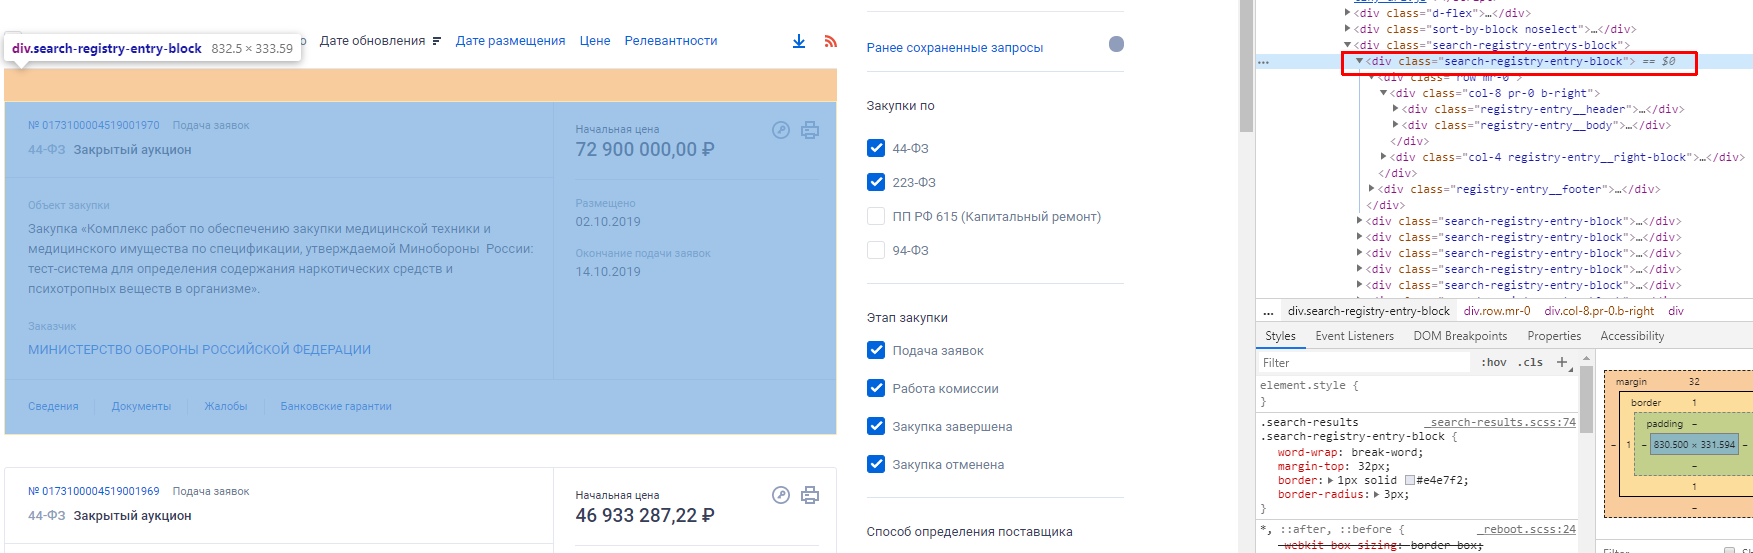 div.search-registry-entry-block 832.5 × 333.59
о Дате обновления Дате размещения Цене Релевантности
№ 0173100004519001970 Подача заявок
44-ФЗ Закрытый аукцион
Начальная цена
72 900 000,00 ₽
Объект закупки
Закупка «Комплекс работ по обеспечению закупки медицинской техники и
медицинского имущества по спецификации, утверждаемой Минобороны России:
тест-система для определения содержания наркотических средств и
психотропных веществ в организме».
Размещено
02.10.2019
Окончание подачи заявок
14.10.2019
Заказчик
МИНИСТЕРСТВО ОБОРОНЫ РОССИЙСКОЙ ФЕДЕРАЦИИ
Сведения Документы Жалобы Банковские гарантии
№ 0173100004519001969 Подача заявок
44-ФЗ Закрытый аукцион
Начальная цена
46 933 287,22 ₽
Ранее сохраненные запросы
Закупки по
44-ФЗ
223-ФЗ
ПП РФ 615 (Капитальный ремонт)
94-ФЗ
Этап закупки
Подача заявок
Работа комиссии
Закупка завершена
Закупка отменена
Способ определения поставщика
<div class="d-flex">…</div>
<div class="sort-by-block noselect">…</div>
<div class="search-registry-entrys-block">
… <div class="search-registry-entry-block"> == $0
<div class="row mr-0">
<div class="col-8 pr-0 b-right">
<div class="registry-entry__header">…</div>
<div class="registry-entry__body">…</div>
</div>
<div class="col-4 registry-entry__right-block">…</div>
</div>
<div class="registry-entry__footer">…</div>
</div>
<div class="search-registry-entry-block">…</div>
<div class="search-registry-entry-block">…</div>
<div class="search-registry-entry-block">…</div>
<div class="search-registry-entry-block">…</div>
<div class="search-registry-entry-block">…</div>
... div.search-registry-entry-block div.row.mr-0 div.col-8.pr-0.b-right div
Styles Event Listeners DOM Breakpoints Properties Accessibility
Filter :hov .cls +
element.style {
}
.search-results _search-results.scss:74
.search-registry-entry-block {
word-wrap: break-word;
margin-top: 32px;
border: 1px solid #e4e7f2;
border-radius: 3px;
}
*, ::after, ::before { _reboot.scss:24
-webkit-box-sizing: border-box;
margin 32
border 1
padding –
– 1 – 830.500 × 331.594 –
–
1
–